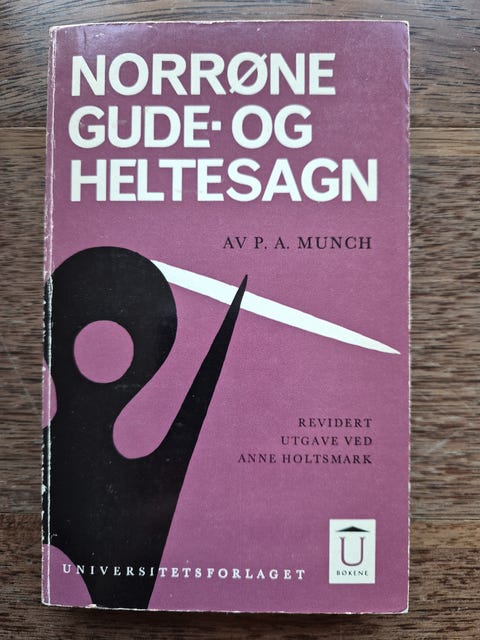 NORRØNE
GUDE- OG
HELTESAGN
AV P. A. MUNCH
REVIDERT
UTGAVE VED
ANNE HOLTSMARK
UNIVERSITETSFORLAGET
U
BØKENE